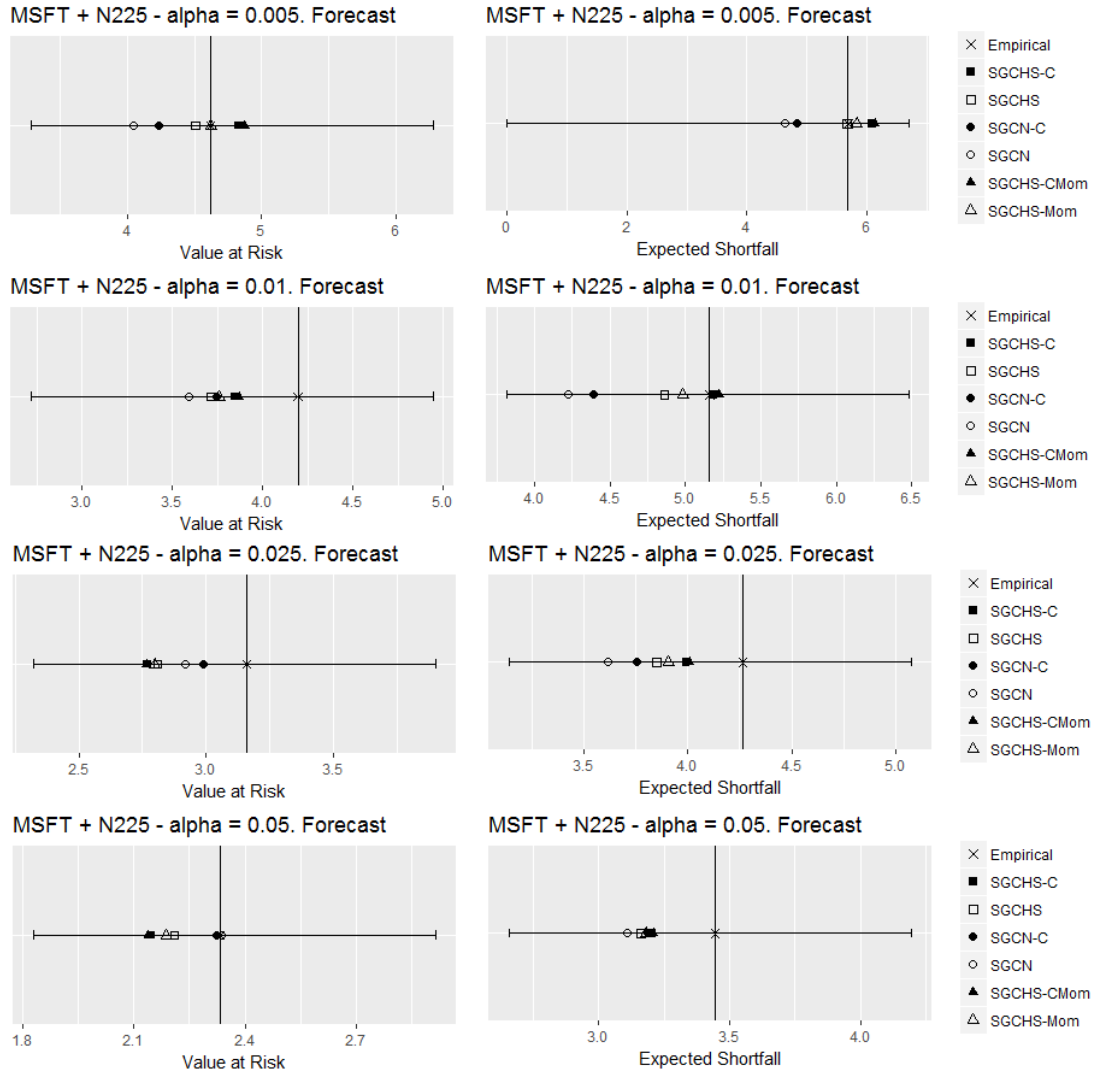 MSFT + N225 - alpha = 0.005. Forecast
4 5 6
Value at Risk
MSFT + N225 - alpha = 0.005. Forecast
0 2 4 6
Expected Shortfall
Empirical
SGCHS-C
SGCHS
SGCN-C
SGCN
SGCHS-CMom
SGCHS-Mom
MSFT + N225 - alpha = 0.01. Forecast
3.0 3.5 4.0 4.5 5.0
Value at Risk
MSFT + N225 - alpha = 0.01. Forecast
4.0 4.5 5.0 5.5 6.0 6.5
Expected Shortfall
Empirical
SGCHS-C
SGCHS
SGCN-C
SGCN
SGCHS-CMom
SGCHS-Mom
MSFT + N225 - alpha = 0.025. Forecast
2.5 3.0 3.5
Value at Risk
MSFT + N225 - alpha = 0.025. Forecast
3.5 4.0 4.5 5.0
Expected Shortfall
Empirical
SGCHS-C
SGCHS
SGCN-C
SGCN
SGCHS-CMom
SGCHS-Mom
MSFT + N225 - alpha = 0.05. Forecast
1.8 2.1 2.4 2.7
Value at Risk
MSFT + N225 - alpha = 0.05. Forecast
3.0 3.5 4.0
Expected Shortfall
Empirical
SGCHS-C
SGCHS
SGCN-C
SGCN
SGCHS-CMom
SGCHS-Mom